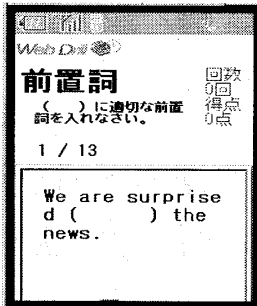 Web Dol
前置詞
回数
0回
得点
0点
(　　) に適切な前置
詞を入れなさい。
1 / 13
We are surprise
d (　　　) the
news.